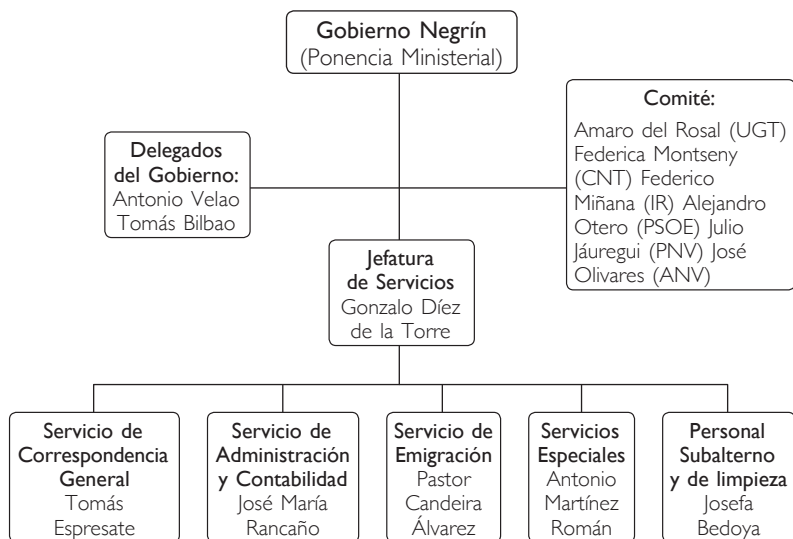 Gobierno Negrín
(Ponencia Ministerial)
Delegados
del Gobierno:
Antonio Velao
Tomás Bilbao
Comité:
Amaro del Rosal (UGT)
Federica Montseny
(CNT) Federico
Miñana (IR) Alejandro
Otero (PSOE) Julio
Jáuregui (PNV) José
Olivares (ANV)
Jefatura
de Servicios
Gonzalo Díez
de la Torre
Servicio de
Correspondencia
General
Tomás
Espresate
Servicio de
Administración
y Contabilidad
José María
Rancaño
Servicio de
Emigración
Pastor
Candeira
Álvarez
Servicios
Especiales
Antonio
Martínez
Román
Personal
Subalterno
y de limpieza
Josefa
Bedoya